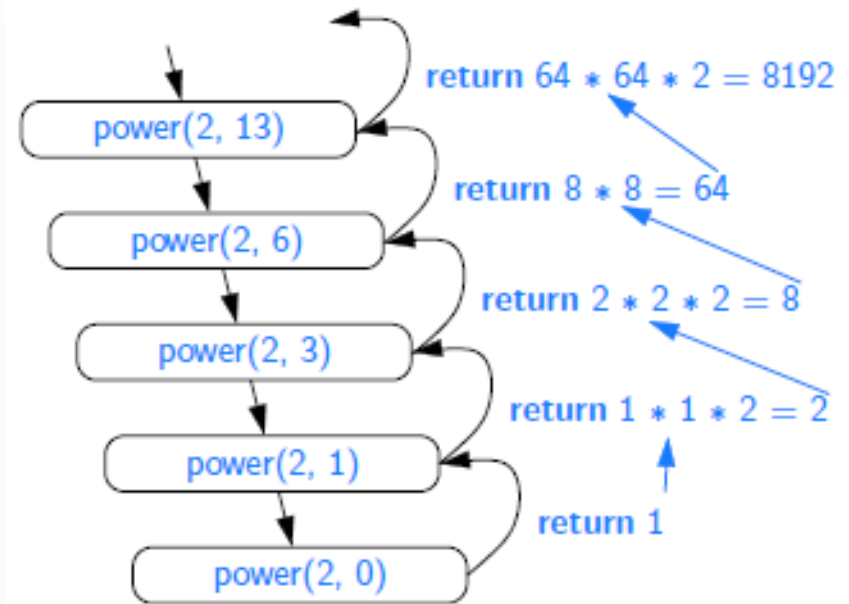 return 64 * 64 * 2 = 8192
power(2, 13)
return 8 * 8 = 64
power(2, 6)
return 2 * 2 * 2 = 8
power(2, 3)
return 1 * 1 * 2 = 2
power(2, 1)
return 1
power(2, 0)